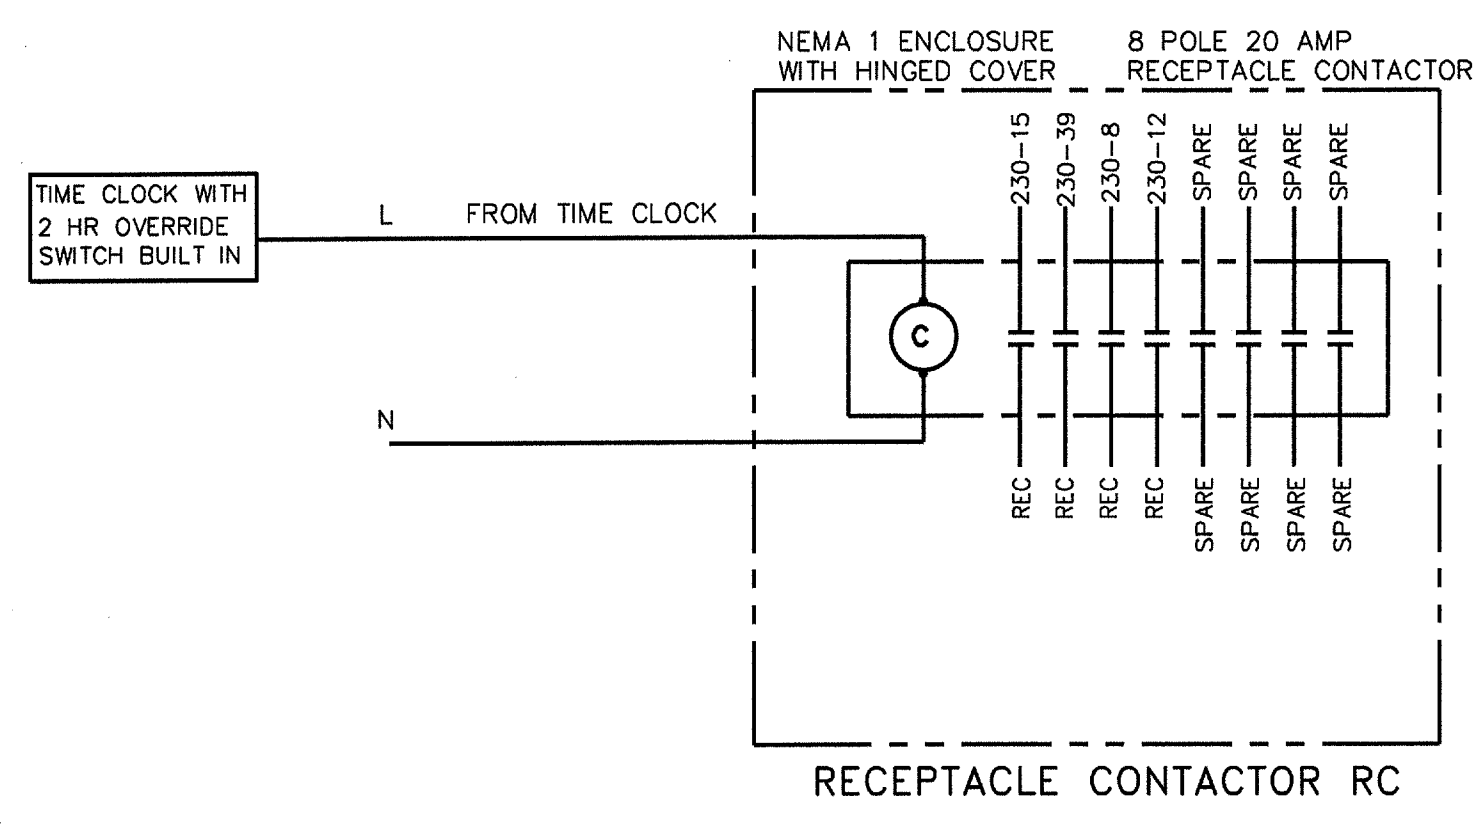 NEMA 1 ENCLOSURE
WITH HINGED COVER
8 POLE 20 AMP
RECEPTACLE CONTACTOR
TIME CLOCK WITH
2 HR OVERRIDE
SWITCH BUILT IN
L
FROM TIME CLOCK
N
230-15
230-39
230-8
230-12
SPARE
SPARE
SPARE
SPARE
C
REC
REC
REC
REC
SPARE
SPARE
SPARE
SPARE
RECEPTACLE CONTACTOR RC